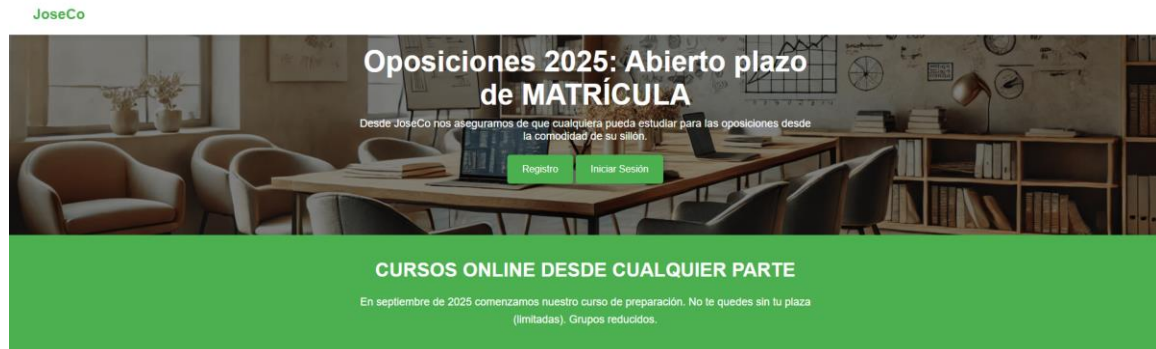 JoseCo
Oposiciones 2025: Abierto plazo
de MATRÍCULA
Desde JoseCo nos aseguramos de que cualquiera pueda estudiar para las oposiciones desde
la comodidad de su sillón.
Registro
Iniciar Sesión
CURSOS ONLINE DESDE CUALQUIER PARTE
En septiembre de 2025 comenzamos nuestro curso de preparación. No te quedes sin tu plaza
(limitadas). Grupos reducidos.